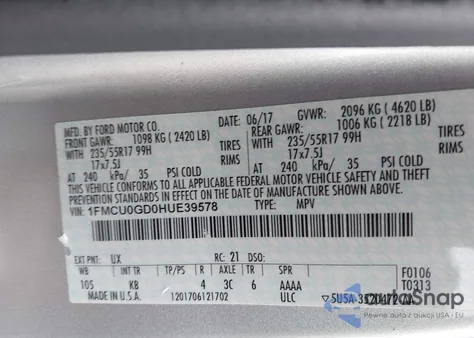 MFD. BY FORD MOTOR CO.
DATE: 06/17 GVWR: 2096 KG (4620 LB)
FRONT GAWR: 1098 KG (2420 LB) REAR GAWR: 1006 KG (2218 LB)
WITH 235/55R17 99H TIRES WITH 235/55R17 99H TIRES
17x7.5J RIMS 17x7.5J RIMS
AT 240 kPa/ 35 PSI COLD AT 240 kPa/ 35 PSI COLD
THIS VEHICLE CONFORMS TO ALL APPLICABLE FEDERAL MOTOR VEHICLE SAFETY AND BUMPER
STANDARDS IN EFFECT ON THE DATE OF MANUFACTURE SHOWN ABOVE.
VIN: 1FMCU0GD0HUE39578 TYPE: MPV
EXT PNT: UX RC: 21 DSO: F0106
WB INT TR TP/PS R AXLE TR SPR T0313
105 KB 4 3C 6 AAAA
MADE IN U.S.A. 1201706121702 ULC
autoSnap
Pewne auto z USA i Kanady